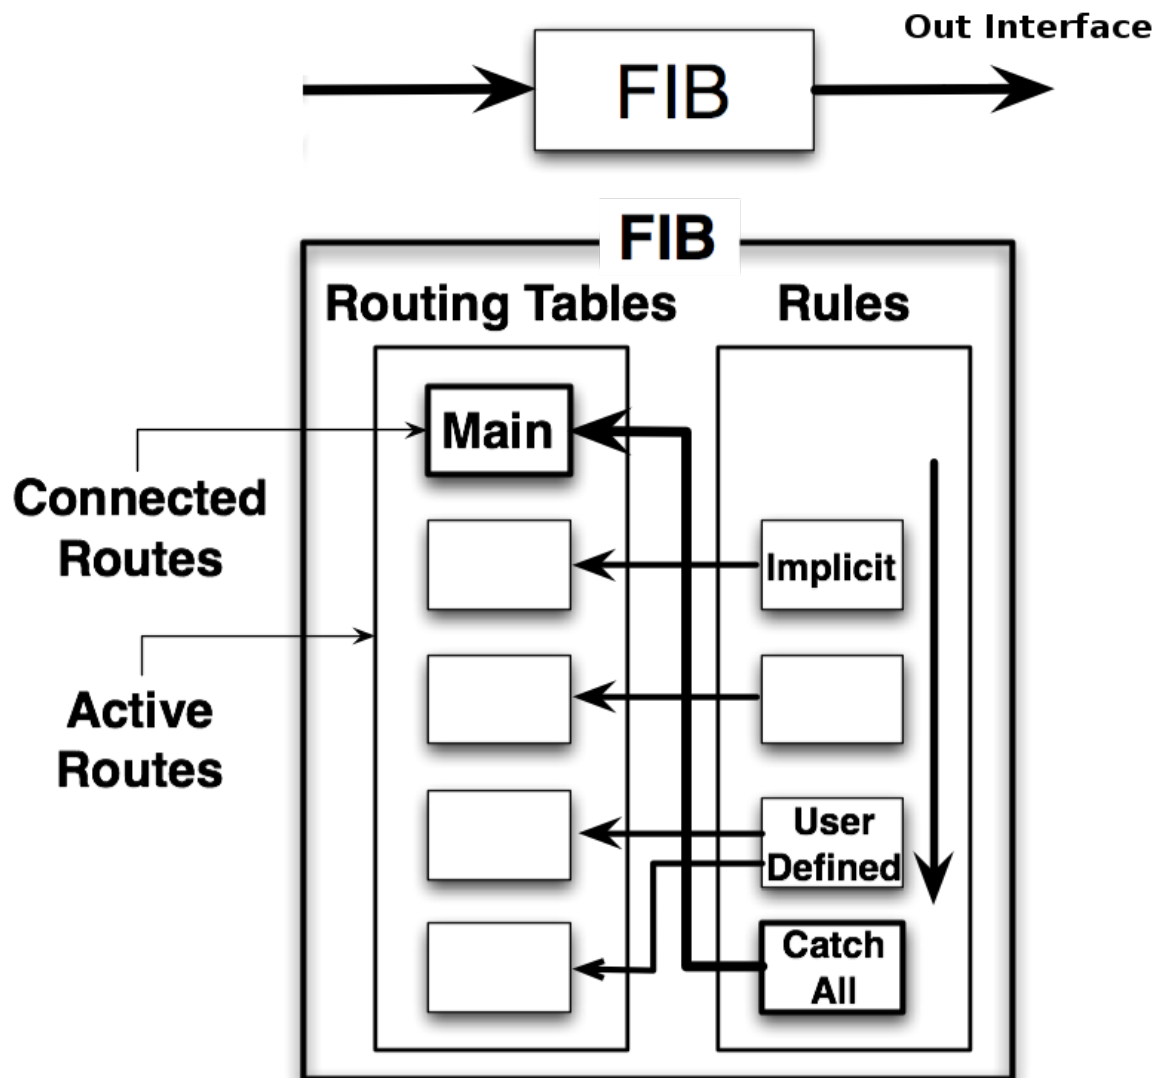 Out Interface
FIB
FIB
Routing Tables
Rules
Main
Connected
Routes
Implicit
Active
Routes
User
Defined
Catch
All